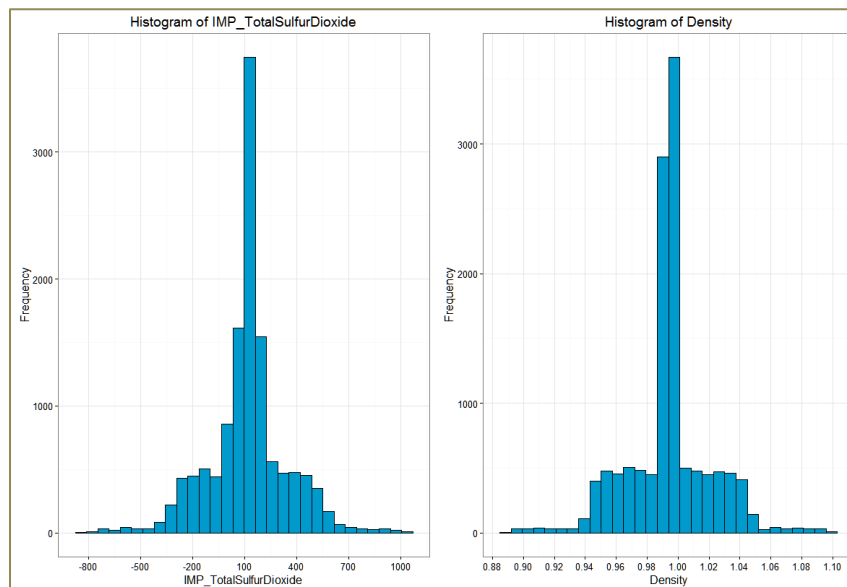 Histogram of IMP_TotalSulfurDioxide
Frequency
3000
2000
1000
0
-800 -500 -200 100 400 700 1000
IMP_TotalSulfurDioxide
Histogram of Density
Frequency
3000
2000
1000
0
0.88 0.90 0.92 0.94 0.96 0.98 1.00 1.02 1.04 1.06 1.08 1.10
Density